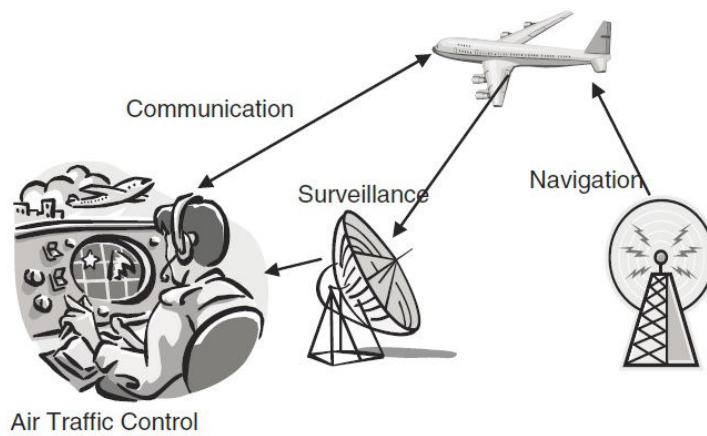 Communication
Surveillance
Navigation
Air Traffic Control